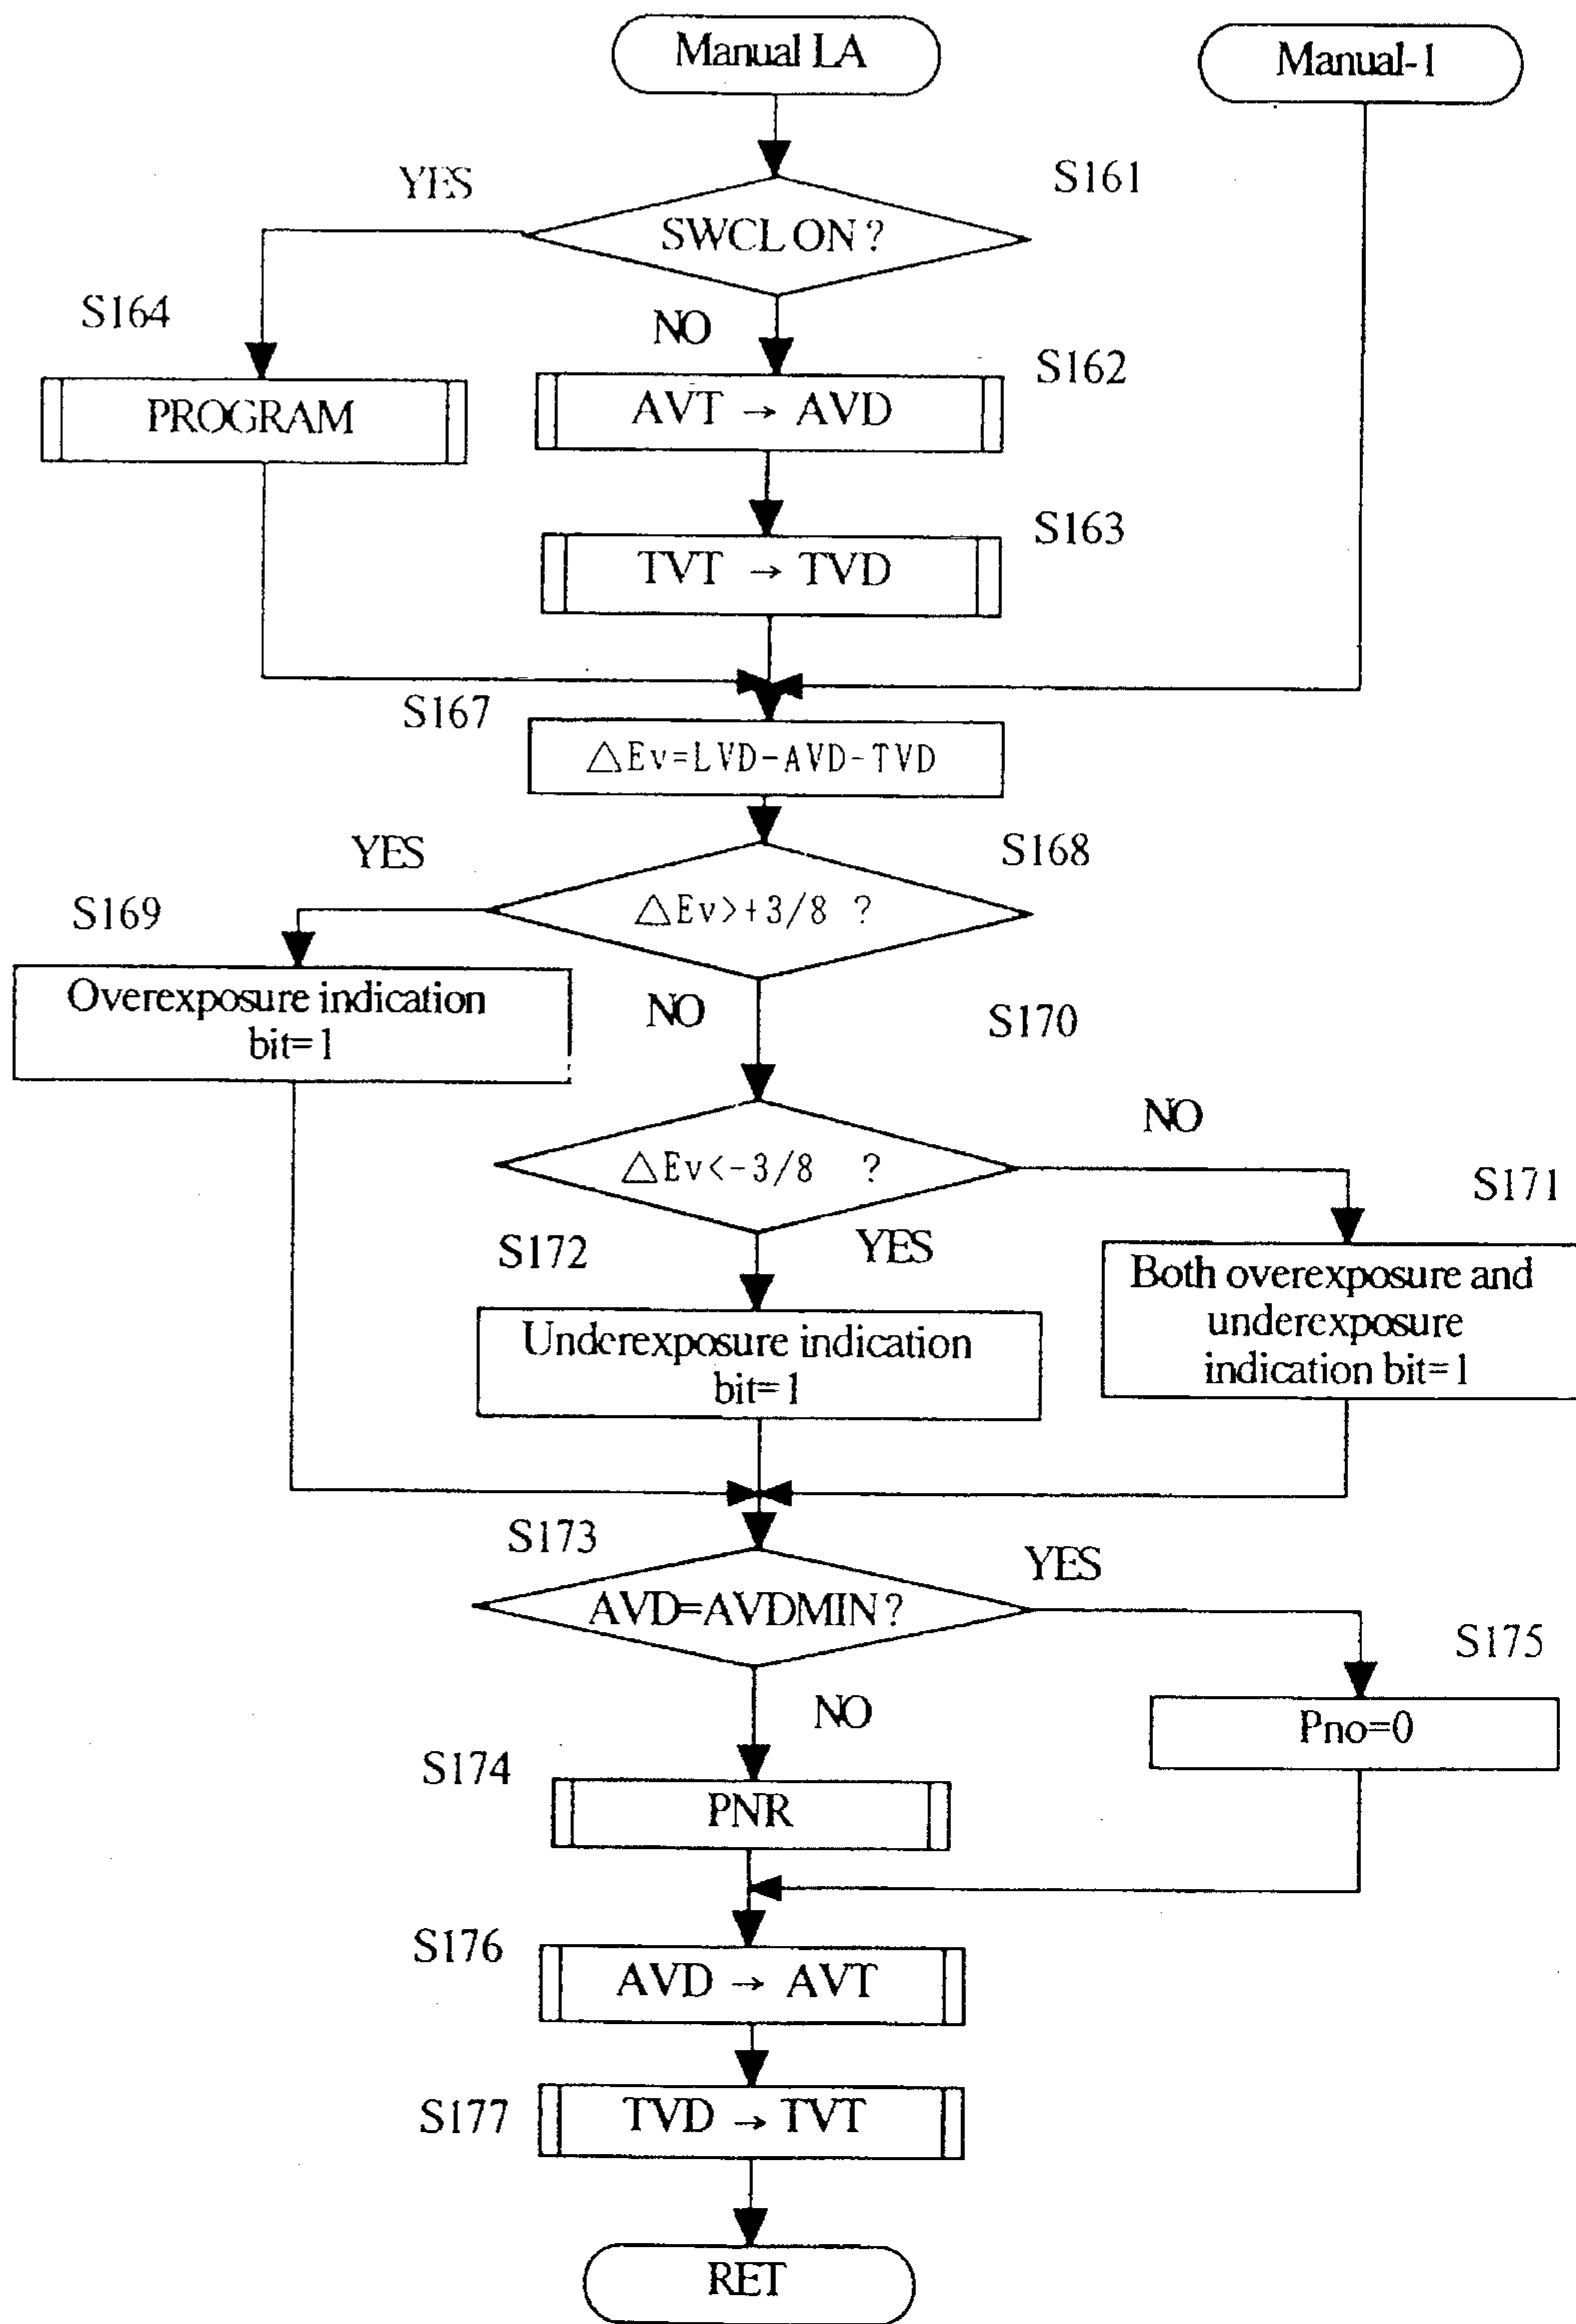 Manual LA
Manual-1
YES
S161
SWCL ON ?
S164
NO
S162
PROGRAM
AVT → AVD
S163
TVT → TVD
S167
△Ev=LVD-AVD-TVD
YES
S168
△Ev>+3/8 ?
S169
Overexposure indication
bit=1
NO
S170
NO
△Ev<-3/8 ?
S171
S172
YES
Both overexposure and
underexposure
indication bit=1
Underexposure indication
bit=1
S173
YES
AVD=AVDMIN?
S175
NO
Pno=0
S174
PNR
S176
AVD → AVT
S177
TVD → TVT
RET